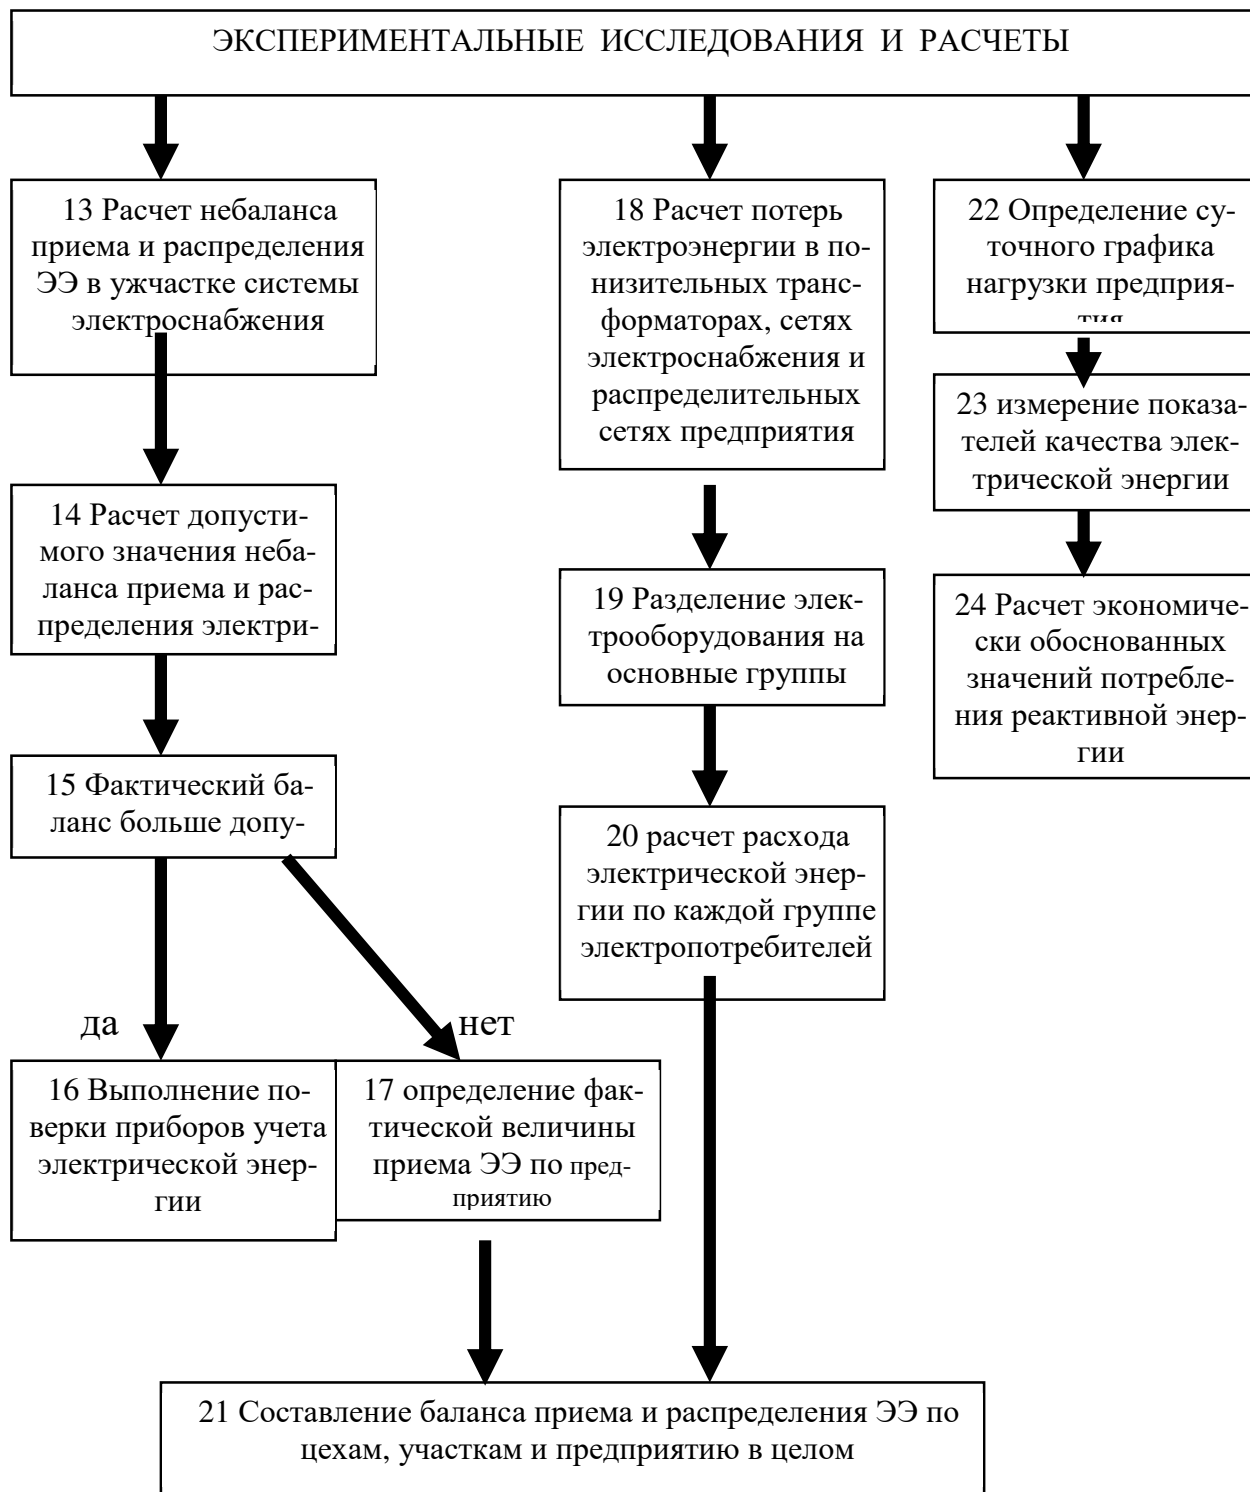 ЭКСПЕРИМЕНТАЛЬНЫЕ ИССЛЕДОВАНИЯ И РАСЧЕТЫ
13 Расчет небаланса
приема и распределения
ЭЭ в ужчастке системы
электроснабжения
14 Расчет допусти-
мого значения неба-
ланса приема и рас-
пределения электри-
15 Фактический ба-
ланс больше допу-
да
нет
16 Выполнение по-
верки приборов учета
электрической энер-
гии
17 определение фак-
тической величины
приема ЭЭ по пред-
приятию
18 Расчет потерь
электроэнергии в по-
низительных транс-
форматорах, сетях
электроснабжения и
распределительных
сетях предприятия
19 Разделение элек-
трооборудования на
основные группы
20 расчет расхода
электрической энер-
гии по каждой группе
электропотребителей
21 Составление баланса приема и распределения ЭЭ по
цехам, участкам и предприятию в целом
22 Определение су-
точного графика
нагрузки предприя-
тия
23 измерение показа-
телей качества элек-
трической энергии
24 Расчет экономиче-
ски обоснованных
значений потребле-
ния реактивной энер-
гии